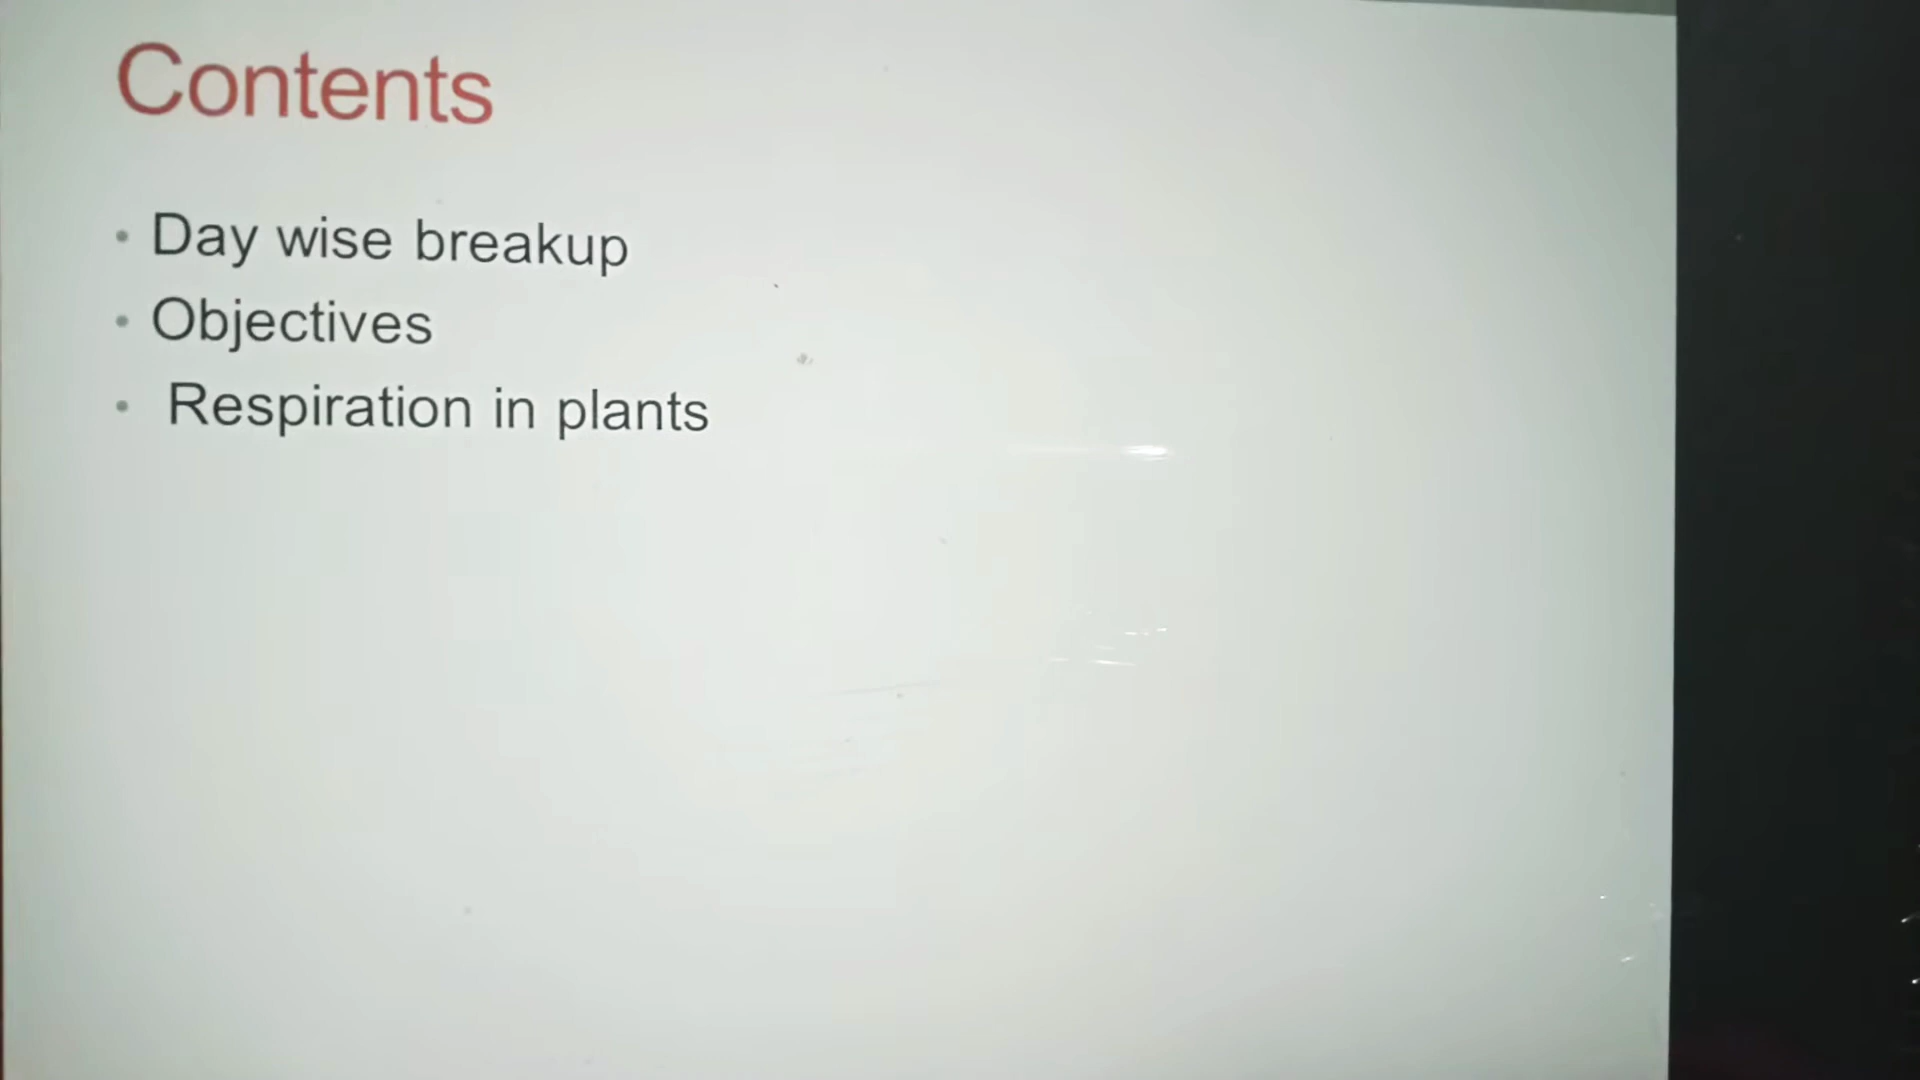 Contents
• Day wise breakup
• Objectives
• Respiration in plants